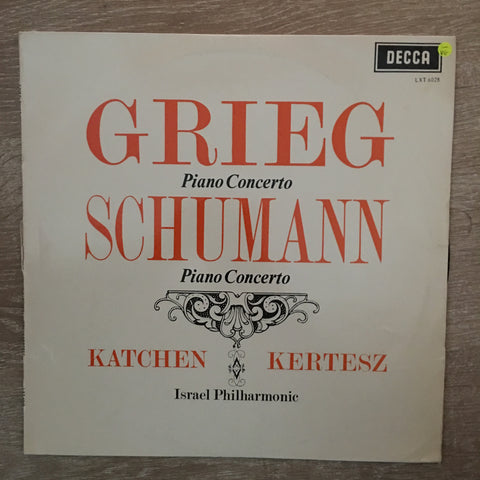 DECCA
LXT 6028
GRIEG
Piano Concerto
SCHUMANN
Piano Concerto
KATCHEN KERTESZ
Israel Philharmonic